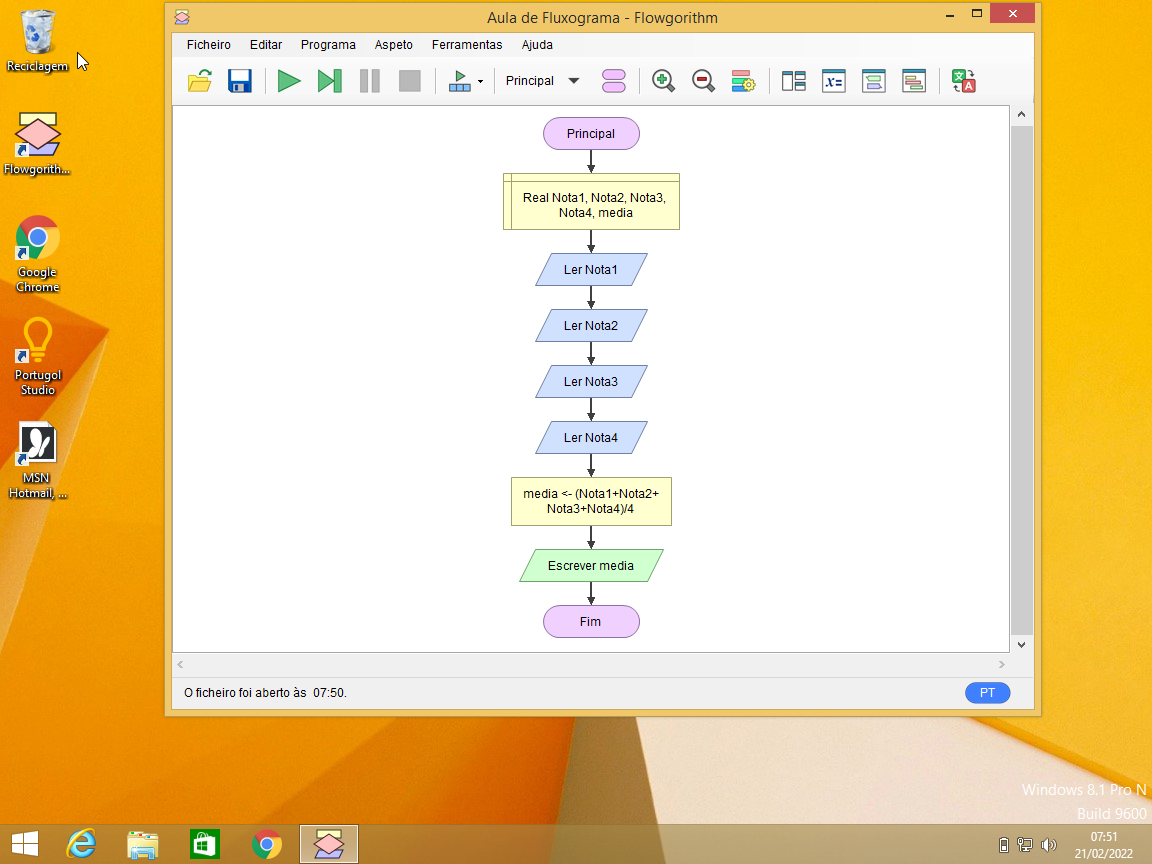 Reciclagem
Flowgorith...
Google
Chrome
Portugol
Studio
MSN
Hotmail, ...
Aula de Fluxograma - Flowgorithm
Ficheiro Editar Programa Aspeto Ferramentas Ajuda
Principal
x=
A
Principal
Real Nota1, Nota2, Nota3,
Nota4, media
Ler Nota1
Ler Nota2
Ler Nota3
Ler Nota4
media <- (Nota1+Nota2+
Nota3+Nota4)/4
Escrever media
Fim
O ficheiro foi aberto às 07:50.
PT
Windows 8.1 Pro N
Build 9600
07:51
21/02/2022